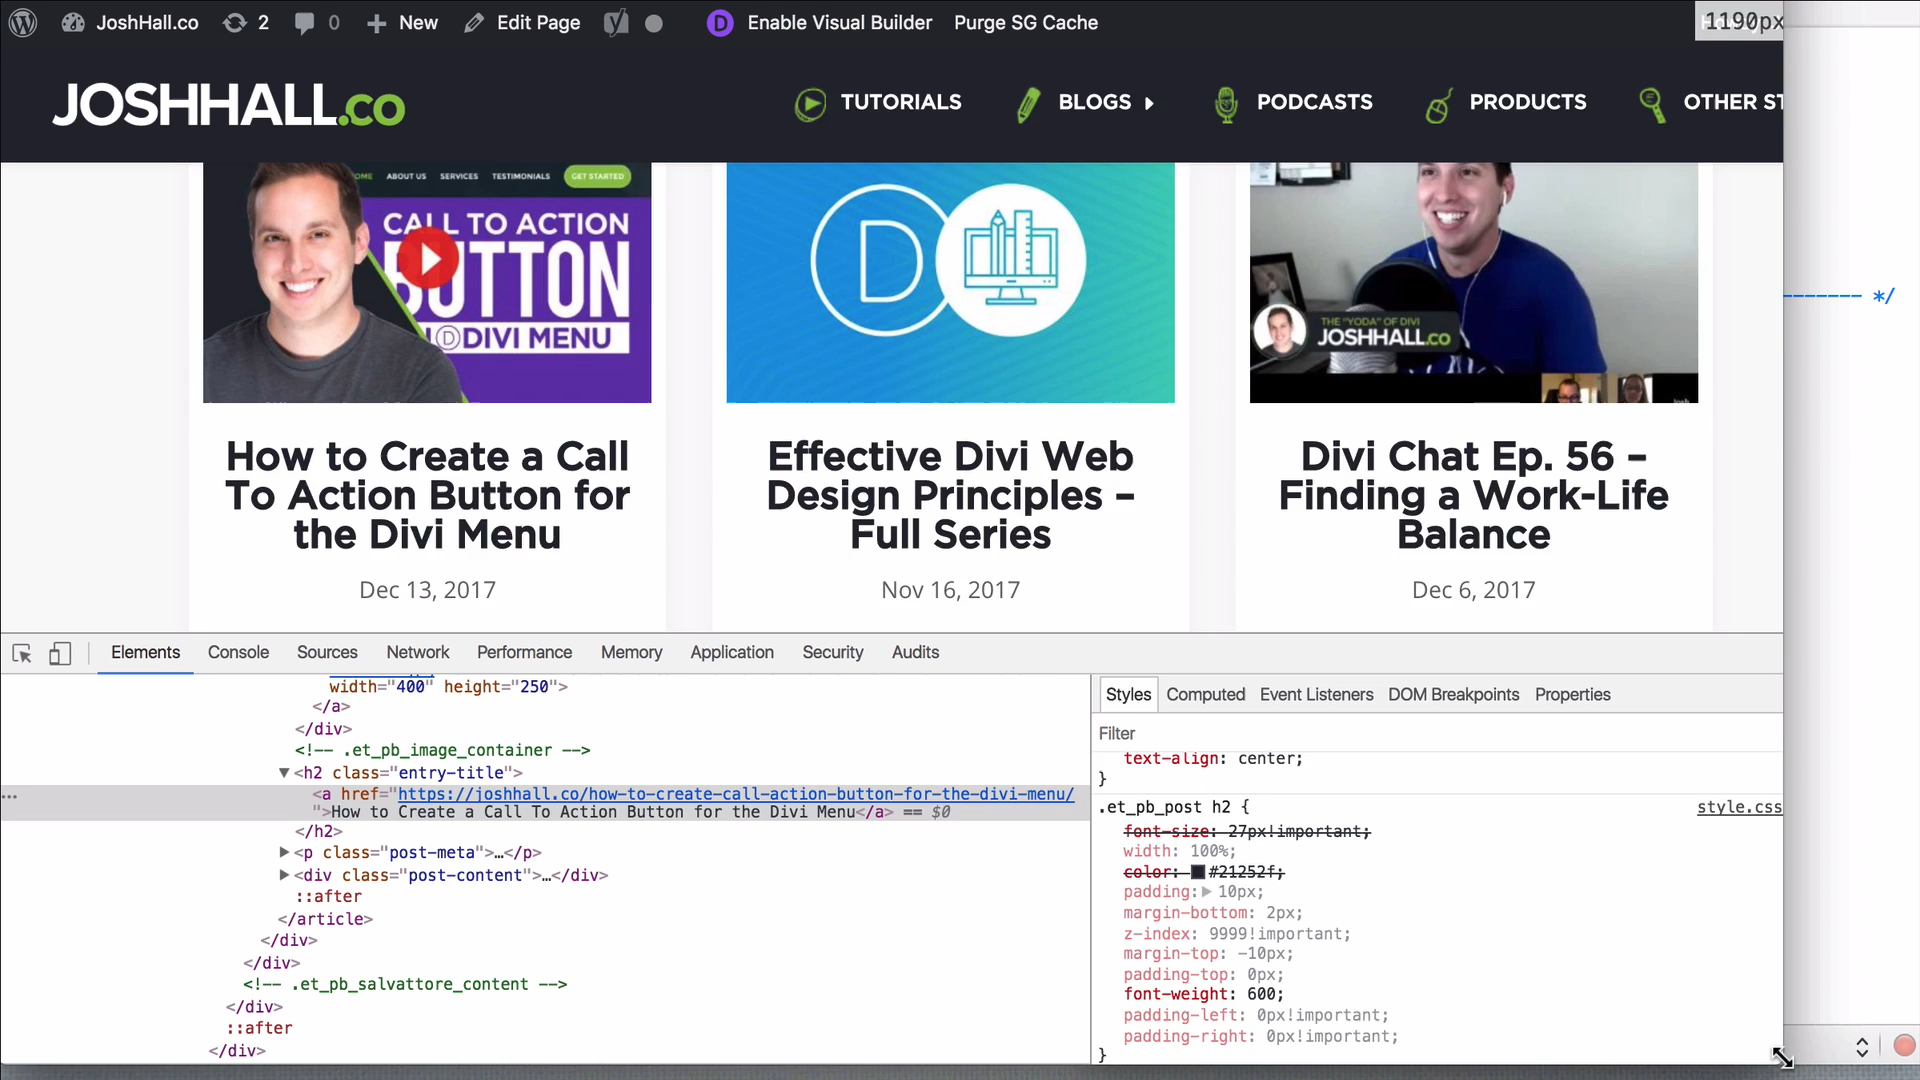 JoshHall.co 2 0 New Edit Page Enable Visual Builder Purge SG Cache
1190px
JOSHHALL.co
TUTORIALS BLOGS PODCASTS PRODUCTS OTHER ST
OME ABOUT US SERVICES TESTIMONIALS GET STARTED
CALL TO ACTION
BUTTON
DIVI MENU
D
THE "YODA" OF DIVI
JOSHHALL.CO
*/
How to Create a Call
To Action Button for
the Divi Menu
Dec 13, 2017
Effective Divi Web
Design Principles –
Full Series
Nov 16, 2017
Divi Chat Ep. 56 –
Finding a Work-Life
Balance
Dec 6, 2017
Elements Console Sources Network Performance Memory Application Security Audits
width="400" height="250">
</a>
</div>
<!-- .et_pb_image_container -->
<h2 class="entry-title">
<a href="https://joshhall.co/how-to-create-call-action-button-for-the-divi-menu/
">How to Create a Call To Action Button for the Divi Menu</a> == $0
</h2>
<p class="post-meta">…</p>
<div class="post-content">…</div>
::after
</article>
</div>
</div>
<!-- .et_pb_salvattore_content -->
</div>
::after
</div>
Styles Computed Event Listeners DOM Breakpoints Properties
Filter
text-align: center;
}
.et_pb_post h2 { style.css
font-size: 27px!important;
width: 100%;
color: #21252f;
padding: 10px;
margin-bottom: 2px;
z-index: 9999!important;
margin-top: -10px;
padding-top: 0px;
font-weight: 600;
padding-left: 0px!important;
padding-right: 0px!important;
}